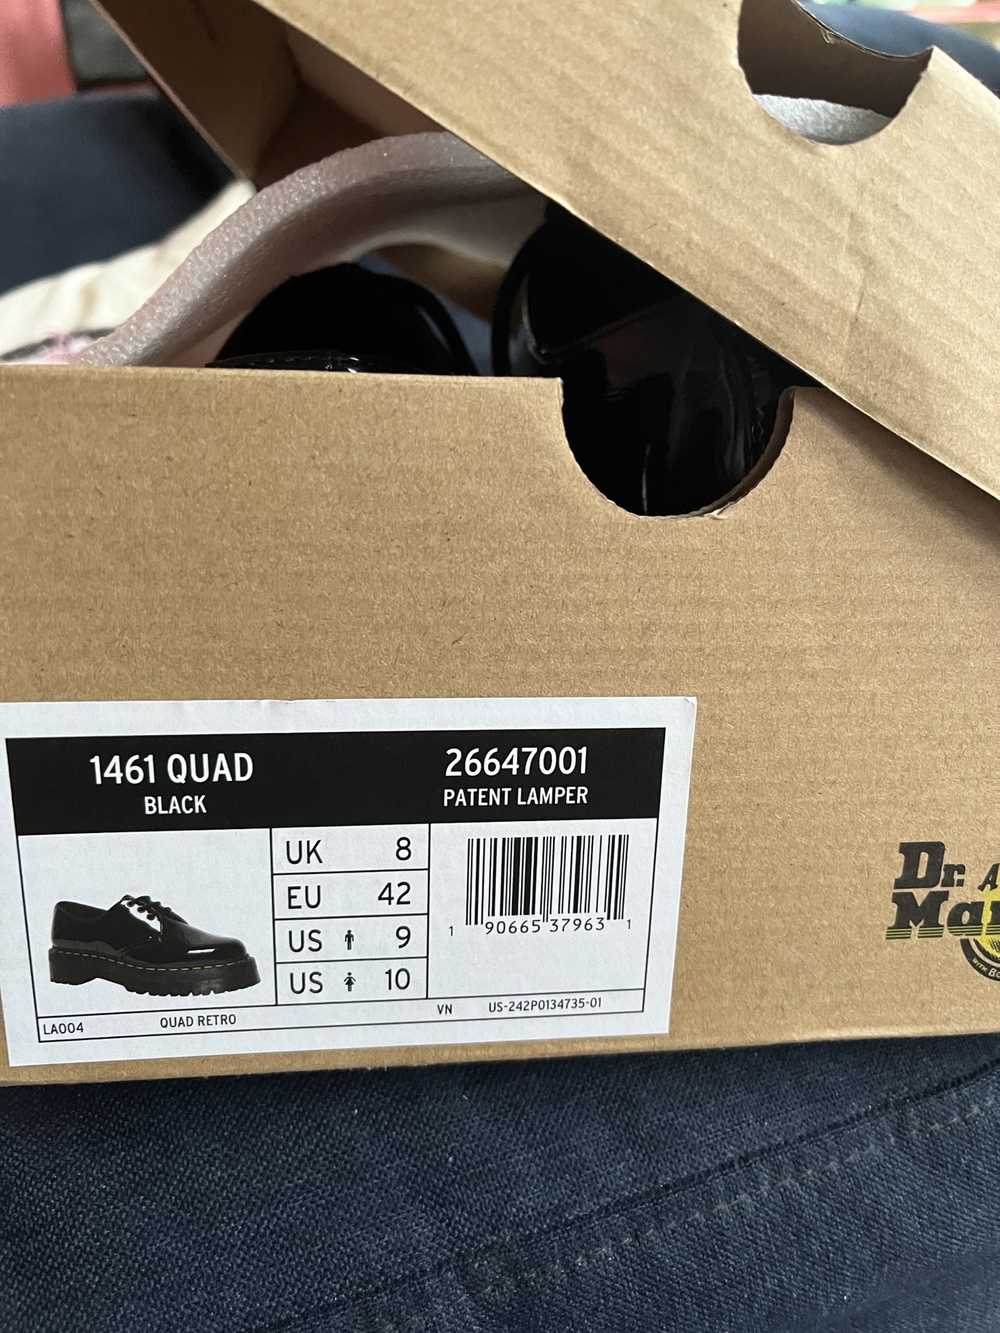 1461 QUAD
BLACK
26647001
PATENT LAMPER
UK 8
EU 42
US 9
US 10
1 90665 37963 1
LA004 QUAD RETRO VN US-242P0134735-01
Dr.